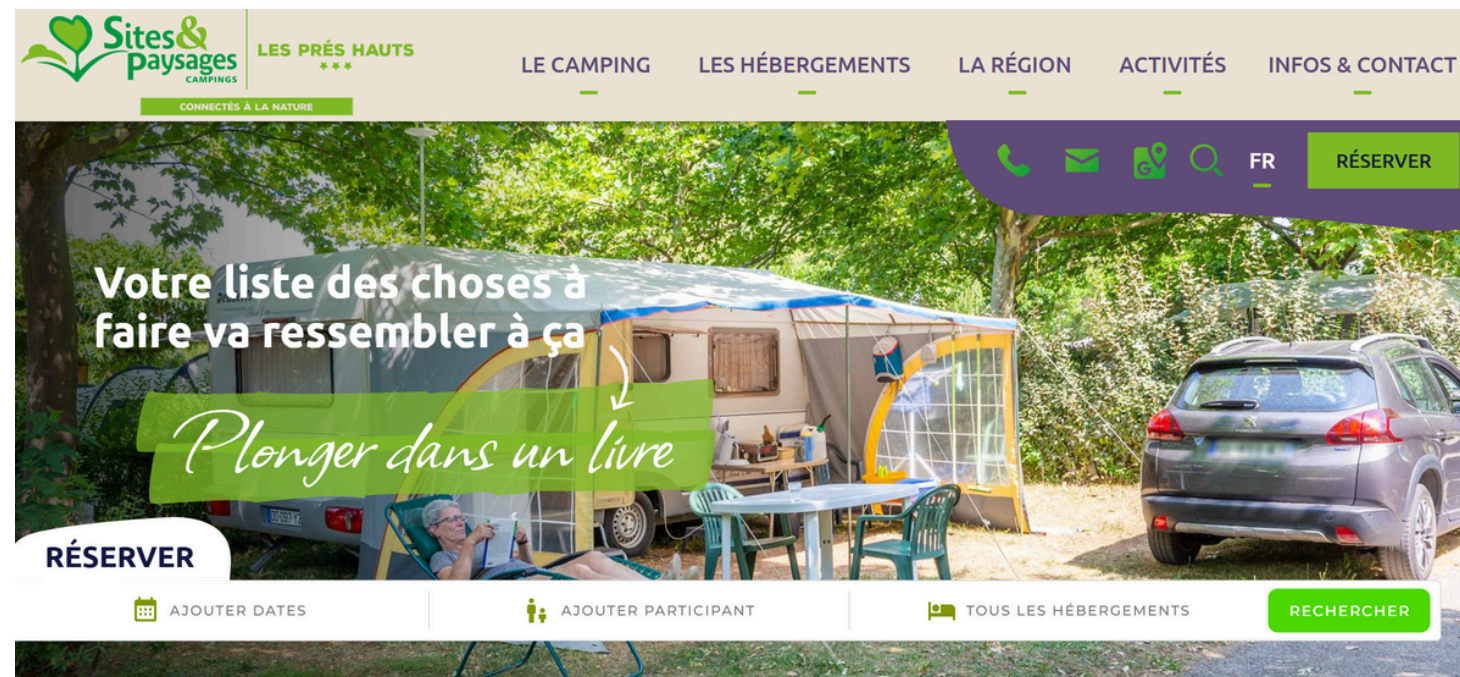 Sites&
Paysages
CAMPINGS
LES PRÉS HAUTS
CONNECTÉS À LA NATURE
LE CAMPING
LES HÉBERGEMENTS
LA RÉGION
ACTIVITÉS
INFOS & CONTACT
FR
RÉSERVER
Votre liste des choses à
faire va ressembler à ça
Plonger dans un livre
RÉSERVER
AJOUTER DATES
AJOUTER PARTICIPANT
TOUS LES HÉBERGEMENTS
RECHERCHER